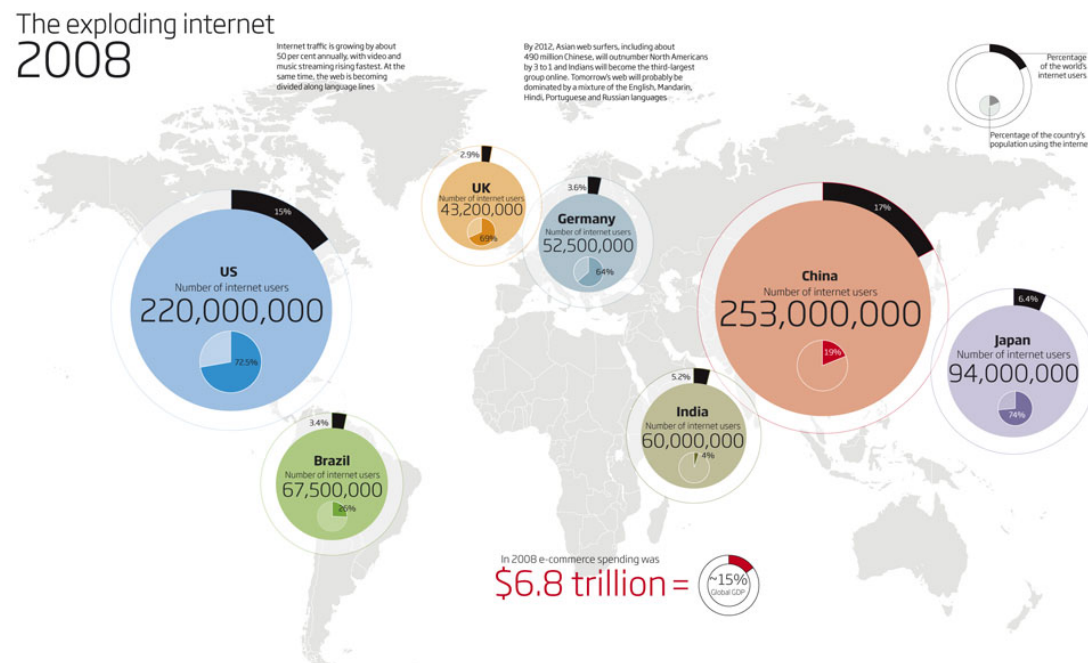 The exploding internet
2008
Internet traffic is growing by about
50 per cent annually, with video and
music streaming rising fastest. At the
same time, the web is becoming
divided along language lines
By 2012, Asian web surfers, including about
490 million Chinese, will outnumber North Americans
by 3 to 1 and Indians will become the third-largest
group online. Tomorrow's web will probably be
dominated by a mixture of the English, Mandarin,
Hindi, Portuguese and Russian languages
Percentage
of the world's
internet users
Percentage of the country's
population using the interne
15%
US
Number of internet users
220,000,000
72.5%
2.9%
UK
Number of internet users
43,200,000
69%
3.6%
Germany
Number of internet users
52,500,000
64%
17%
China
Number of internet users
253,000,000
19%
6.4%
Japan
Number of internet users
94,000,000
74%
5.2%
India
Number of internet users
60,000,000
4%
3.4%
Brazil
Number of internet users
67,500,000
26%
In 2008 e-commerce spending was
$6.8 trillion =
~15%
Global GDP